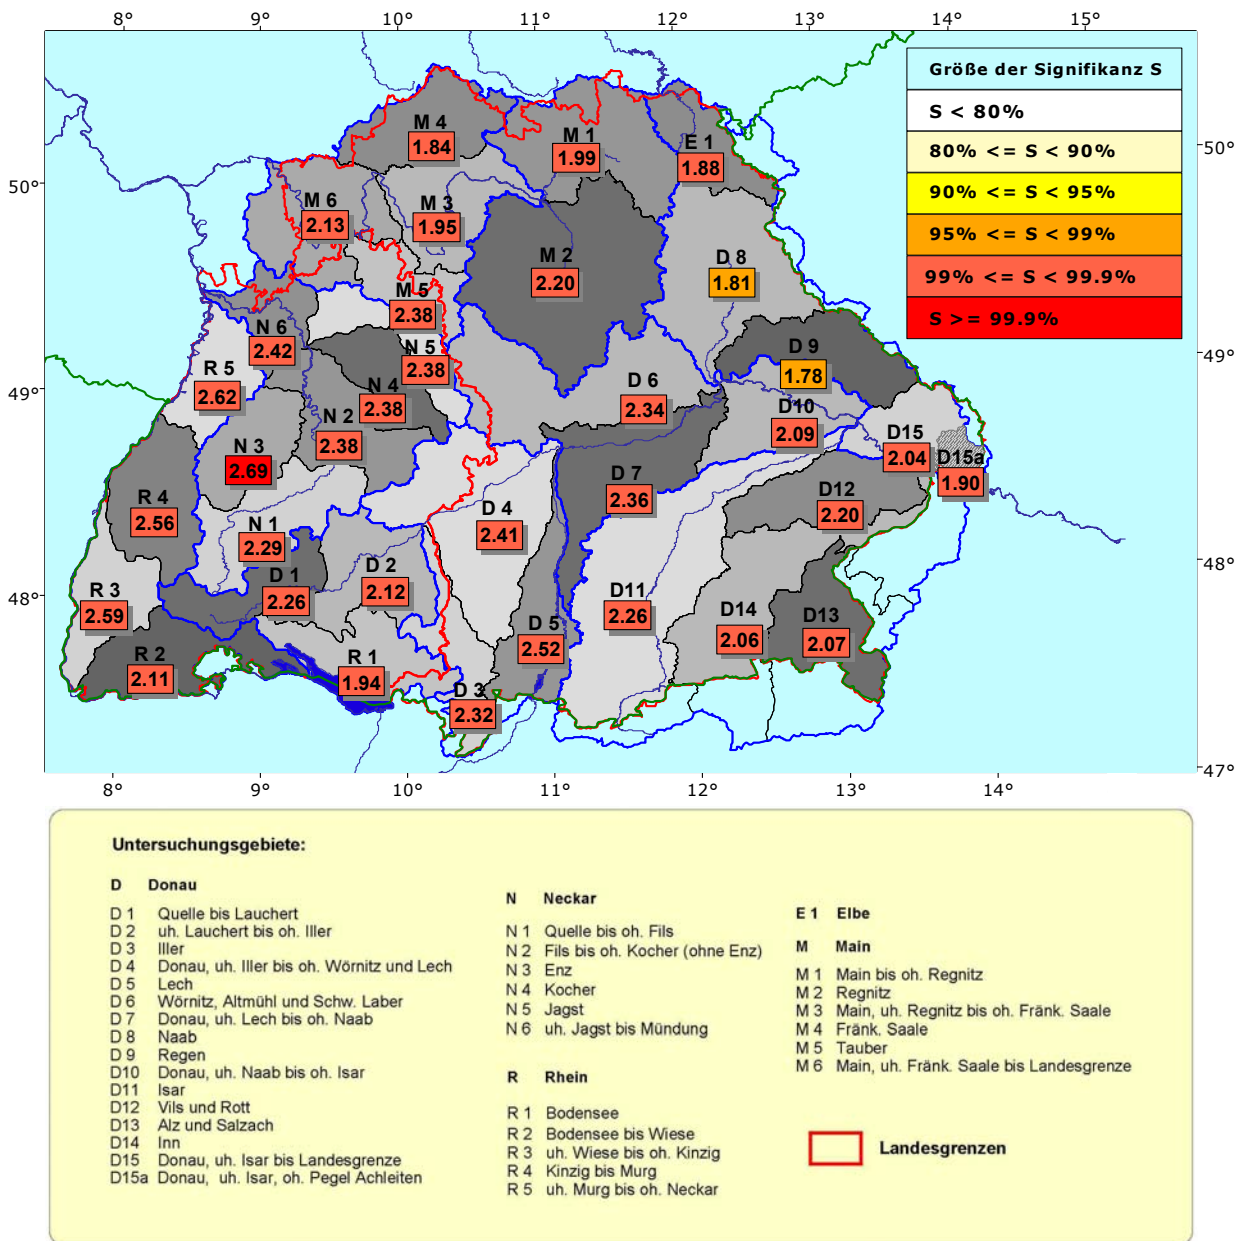 8° 9° 10° 11° 12° 13° 14° 15°
Größe der Signifikanz S
S < 80%
80% <= S < 90%
90% <= S < 95%
95% <= S < 99%
99% <= S < 99.9%
S >= 99.9%
50°
50°
49°
49°
48°
48°
47°
M 4
1.84
M 1
1.99
E 1
1.88
M 6
2.13
M 3
1.95
M 2
2.20
D 8
1.81
M 5
2.38
N 6
2.42
N 5
2.38
D 9
1.78
R 5
2.62
N 4
2.38
D 6
2.34
N 2
2.38
D10
2.09
N 3
2.69
D15
2.04
D15a
1.90
R 4
2.56
D 7
2.36
D12
2.20
N 1
2.29
D 4
2.41
D 1
2.26
D 2
2.12
R 3
2.59
D11
2.26
D14
2.06
D13
2.07
D 5
2.52
R 2
2.11
R 1
1.94
D 3
2.32
8° 9° 10° 11° 12° 13° 14°
Untersuchungsgebiete:
D Donau
D 1 Quelle bis Lauchert
D 2 uh. Lauchert bis oh. Iller
D 3 Iller
D 4 Donau, uh. Iller bis oh. Wörnitz und Lech
D 5 Lech
D 6 Wörnitz, Altmühl und Schw. Laber
D 7 Donau, uh. Lech bis oh. Naab
D 8 Naab
D 9 Regen
D10 Donau, uh. Naab bis oh. Isar
D11 Isar
D12 Vils und Rott
D13 Alz und Salzach
D14 Inn
D15 Donau, uh. Isar bis Landesgrenze
D15a Donau, uh. Isar, oh. Pegel Achleiten
N Neckar
N 1 Quelle bis oh. Fils
N 2 Fils bis oh. Kocher (ohne Enz)
N 3 Enz
N 4 Kocher
N 5 Jagst
N 6 uh. Jagst bis Mündung
R Rhein
R 1 Bodensee
R 2 Bodensee bis Wiese
R 3 uh. Wiese bis oh. Kinzig
R 4 Kinzig bis Murg
R 5 uh. Murg bis oh. Neckar
E 1 Elbe
M Main
M 1 Main bis oh. Regnitz
M 2 Regnitz
M 3 Main, uh. Regnitz bis oh. Fränk. Saale
M 4 Fränk. Saale
M 5 Tauber
M 6 Main, uh. Fränk. Saale bis Landesgrenze
Landesgrenzen